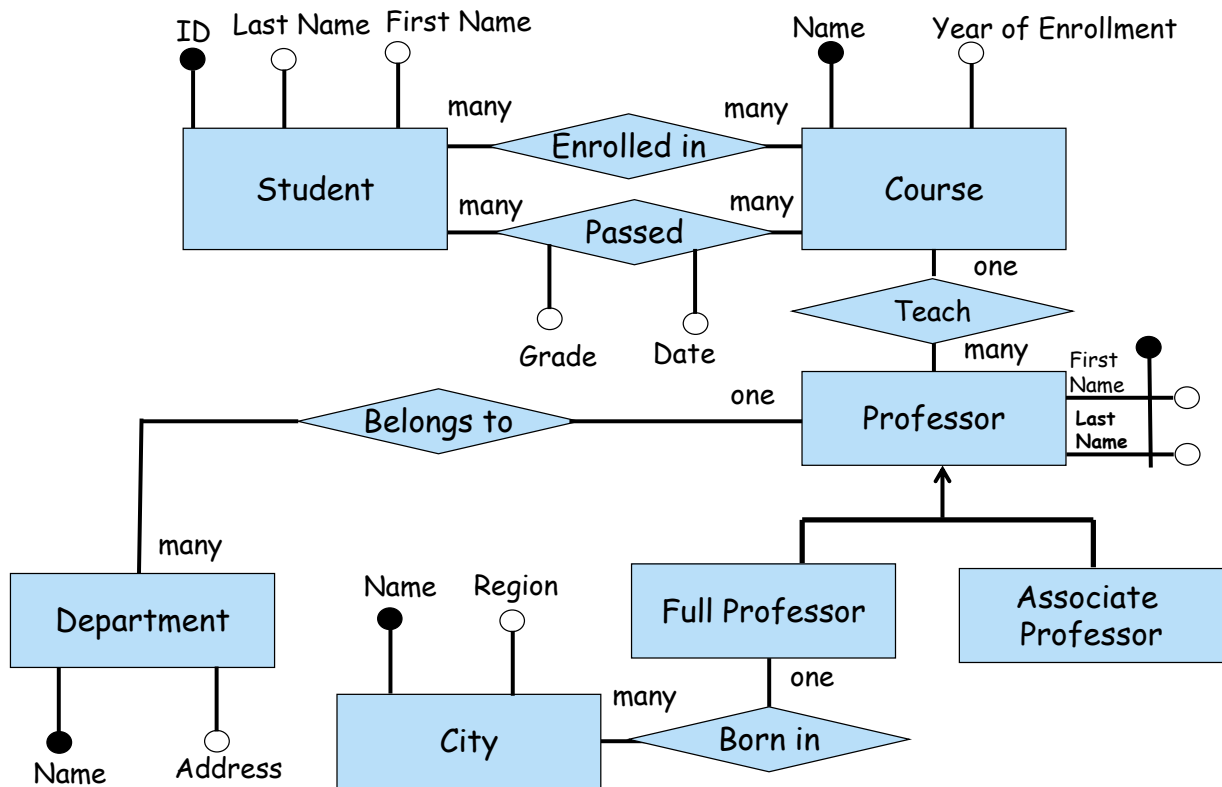 ID
Last Name
First Name
Name
Year of Enrollment
many
many
Enrolled in
Student
Course
many
many
Passed
one
Teach
Grade
Date
many
First
Name
one
Professor
Last
Name
Belongs to
many
Name
Region
Full Professor
Associate
Professor
Department
one
many
City
Born in
Name
Address